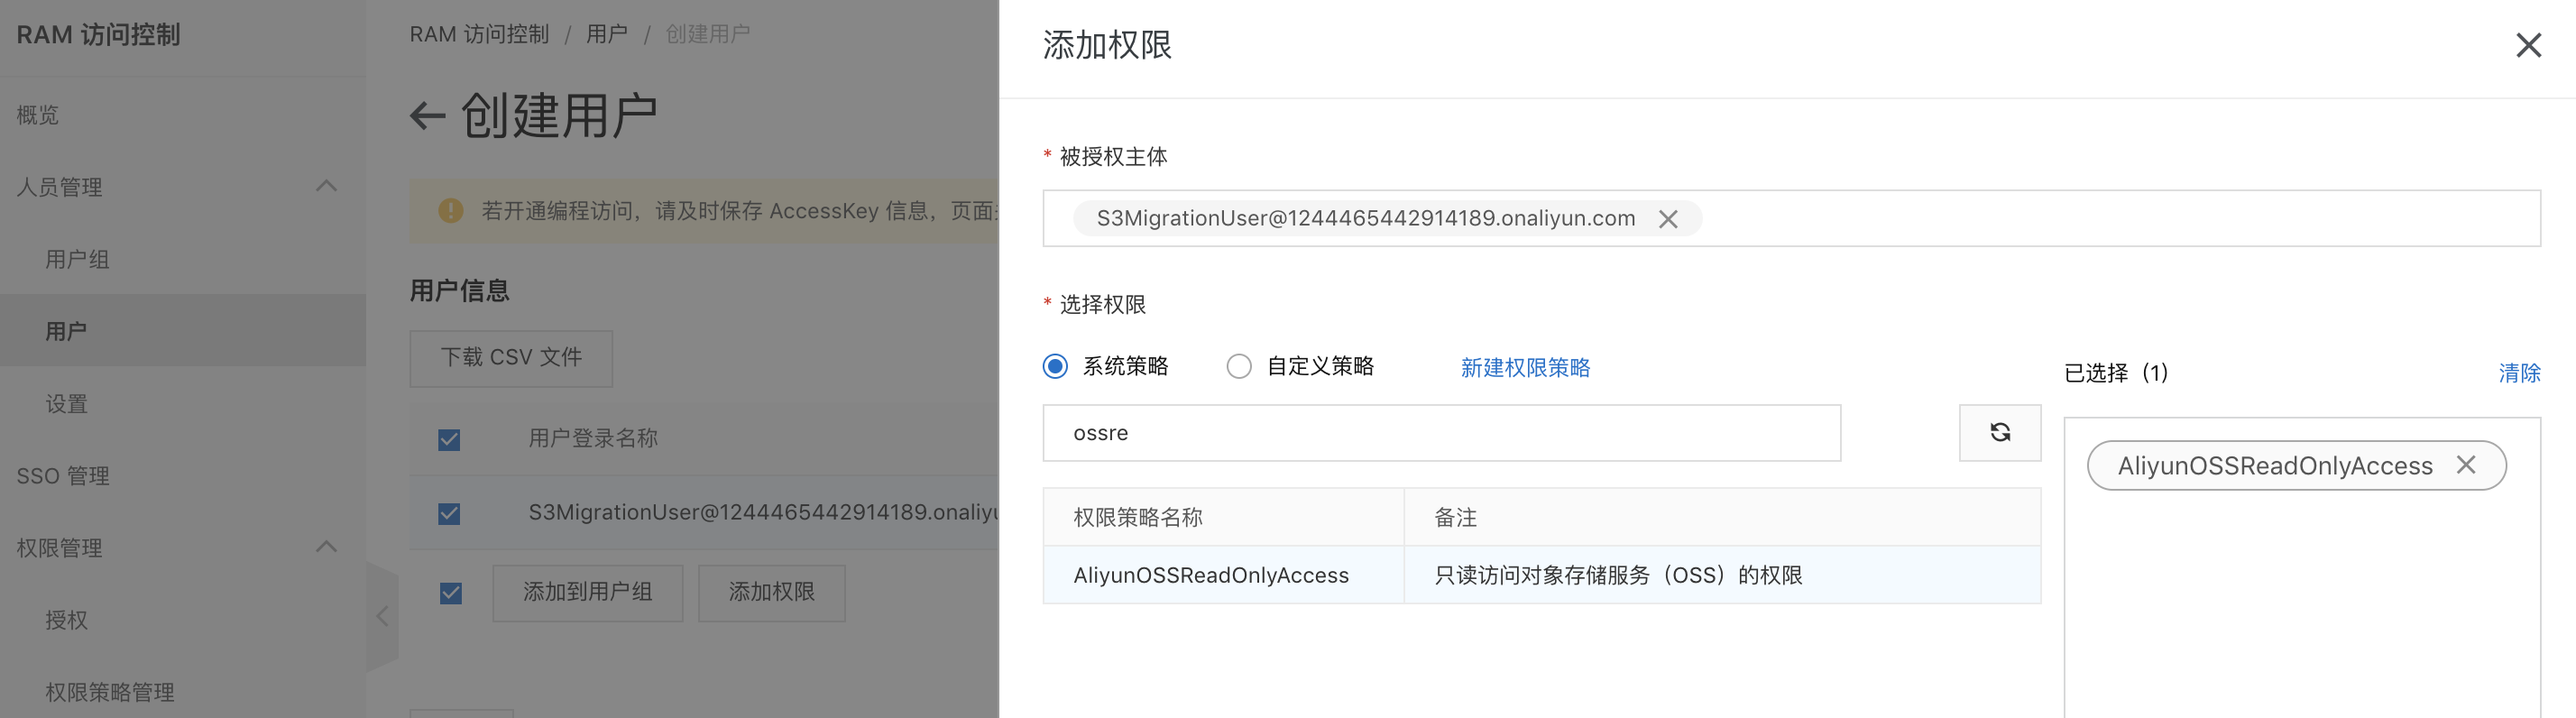 RAM 访问控制
概览
人员管理
用户组
用户
设置
SSO 管理
权限管理
授权
权限策略管理
RAM 访问控制 / 用户 / 创建用户
创建用户
若开通编程访问，请及时保存 AccessKey 信息，页面
用户信息
下载 CSV 文件
用户登录名称
S3MigrationUser@1244465442914189.onaliy
添加到用户组 添加权限
添加权限
* 被授权主体
S3MigrationUser@1244465442914189.onaliyun.com
* 选择权限
系统策略 自定义策略 新建权限策略
ossre
权限策略名称 备注
AliyunOSSReadOnlyAccess 只读访问对象存储服务（OSS）的权限
已选择（1） 清除
AliyunOSSReadOnlyAccess